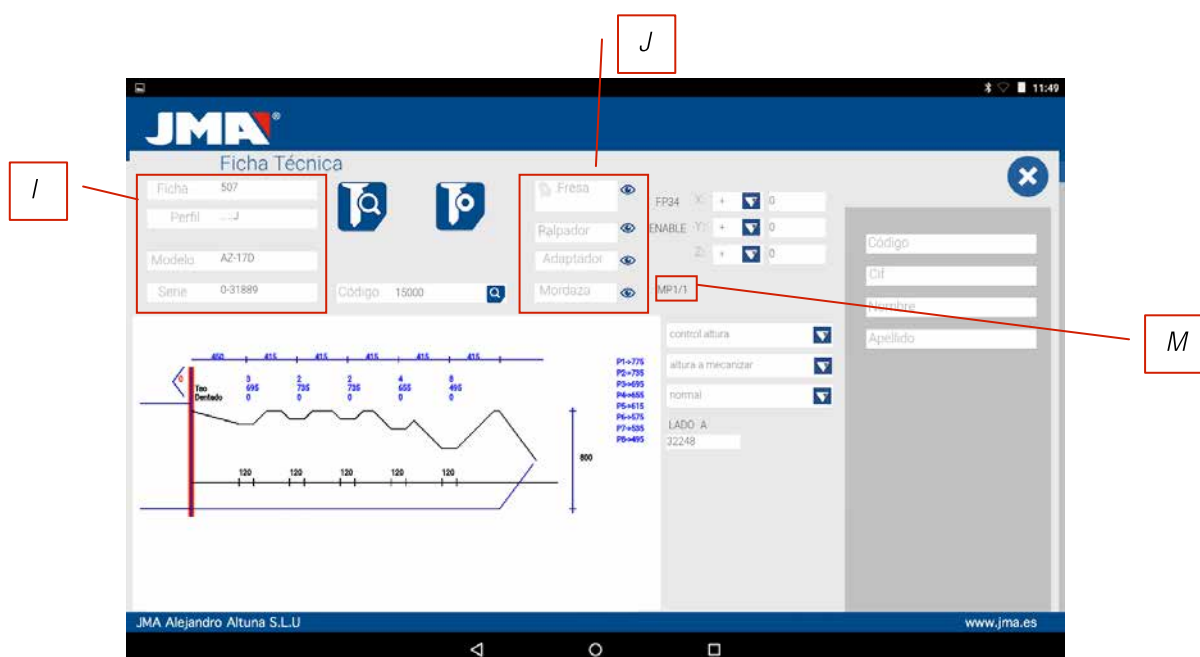 J
11:49
JMA®
Ficha Técnica
I
Ficha 507
Perfil ....J
Modelo AZ-17D
Serie 0-31889
Código 15000
Fresa
Palpador
Adaptador
Mordaza
FP34 X: + 0
ENABLE Y: + 0
Z: + 0
MP1/1
M
Código
Cif
Nombre
Apellido
450 415 415 415 415 415
0
3 2 2 4 8
Teo 695 735 735 655 495
Dentado 0 0 0 0 0
120 120 120 120 120
800
P1->775
P2->735
P3->695
P4->655
P5->615
P6->575
P7->535
P8->495
control altura
altura a mecanizar
normal
LADO A
32248
JMA Alejandro Altuna S.L.U
www.jma.es